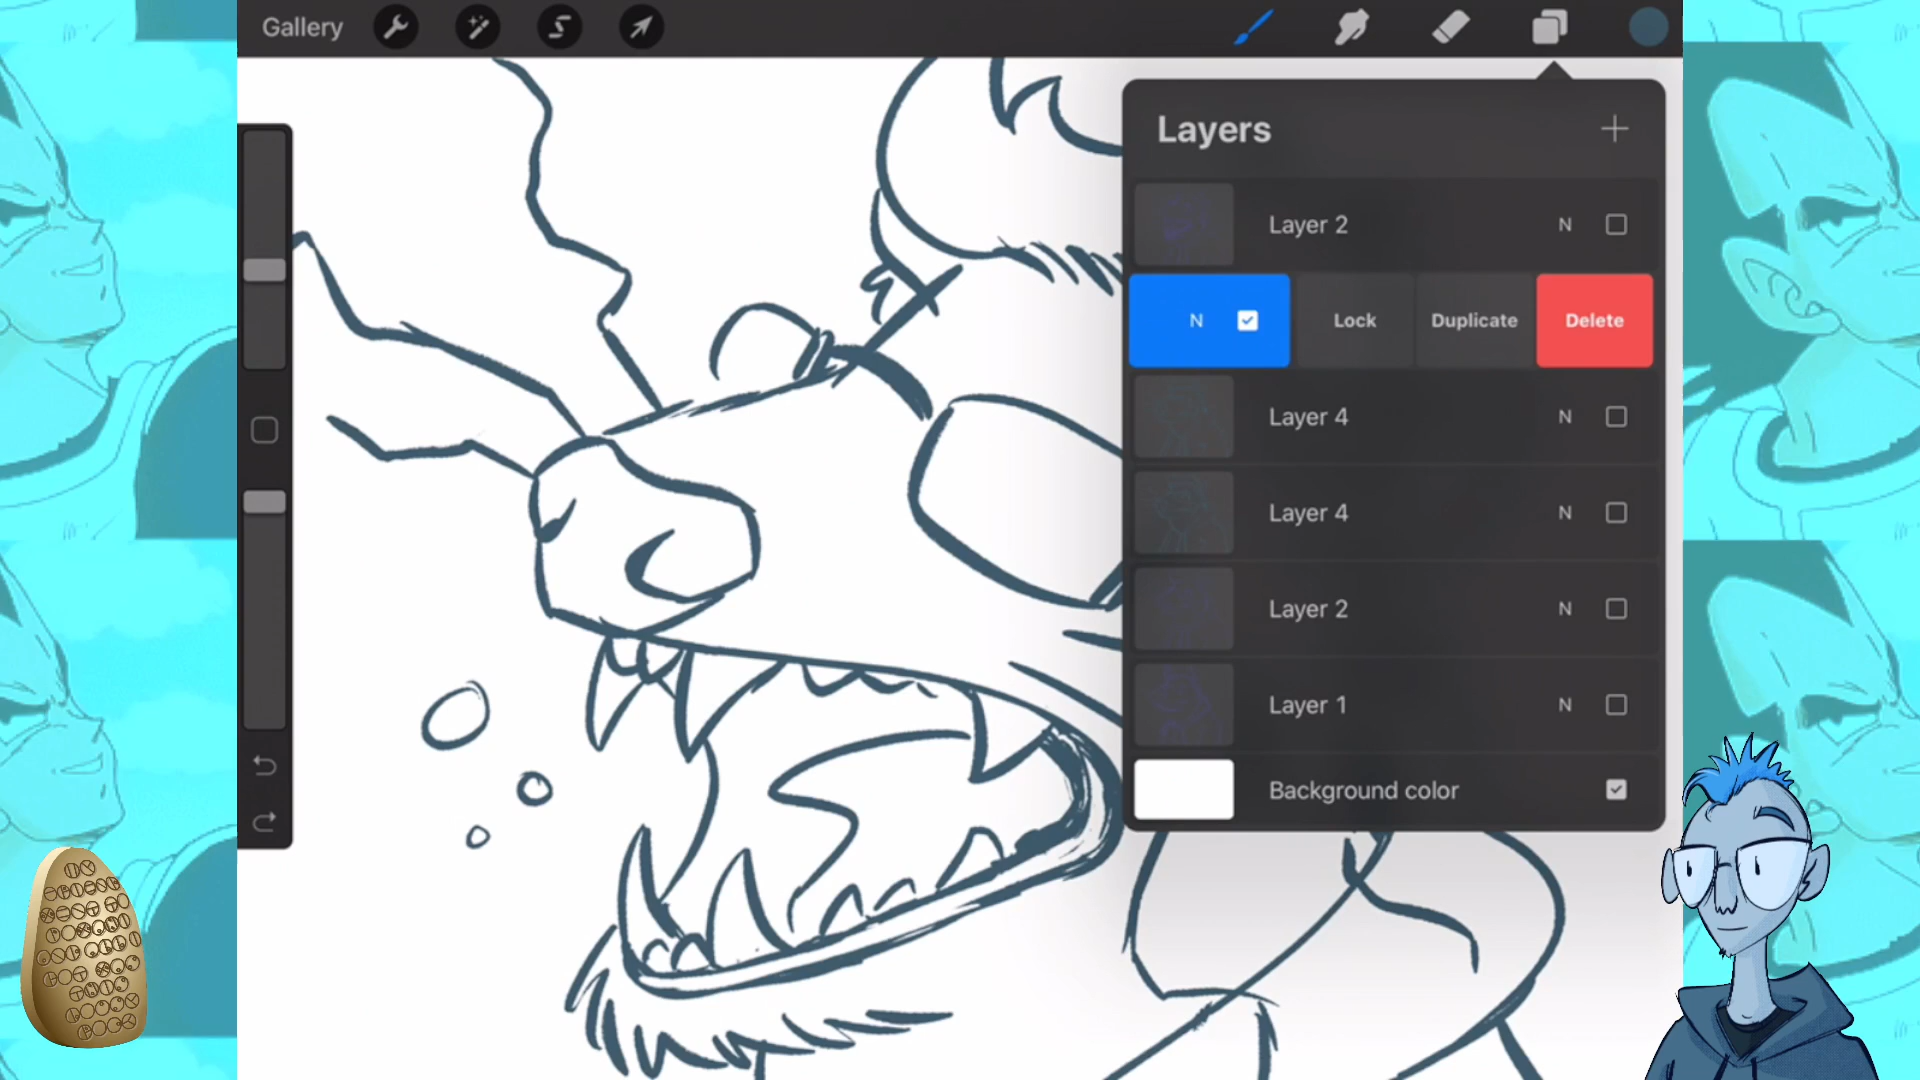 Gallery
Layers
Layer 2 N
N Lock Duplicate Delete
Layer 4 N
Layer 4 N
Layer 2 N
Layer 1 N
Background color